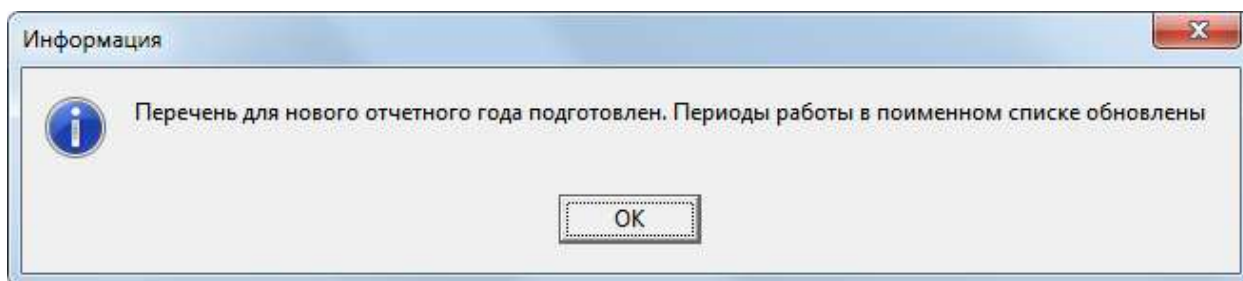 Информация
Перечень для нового отчетного года подготовлен. Периоды работы в поименном списке обновлены
OK